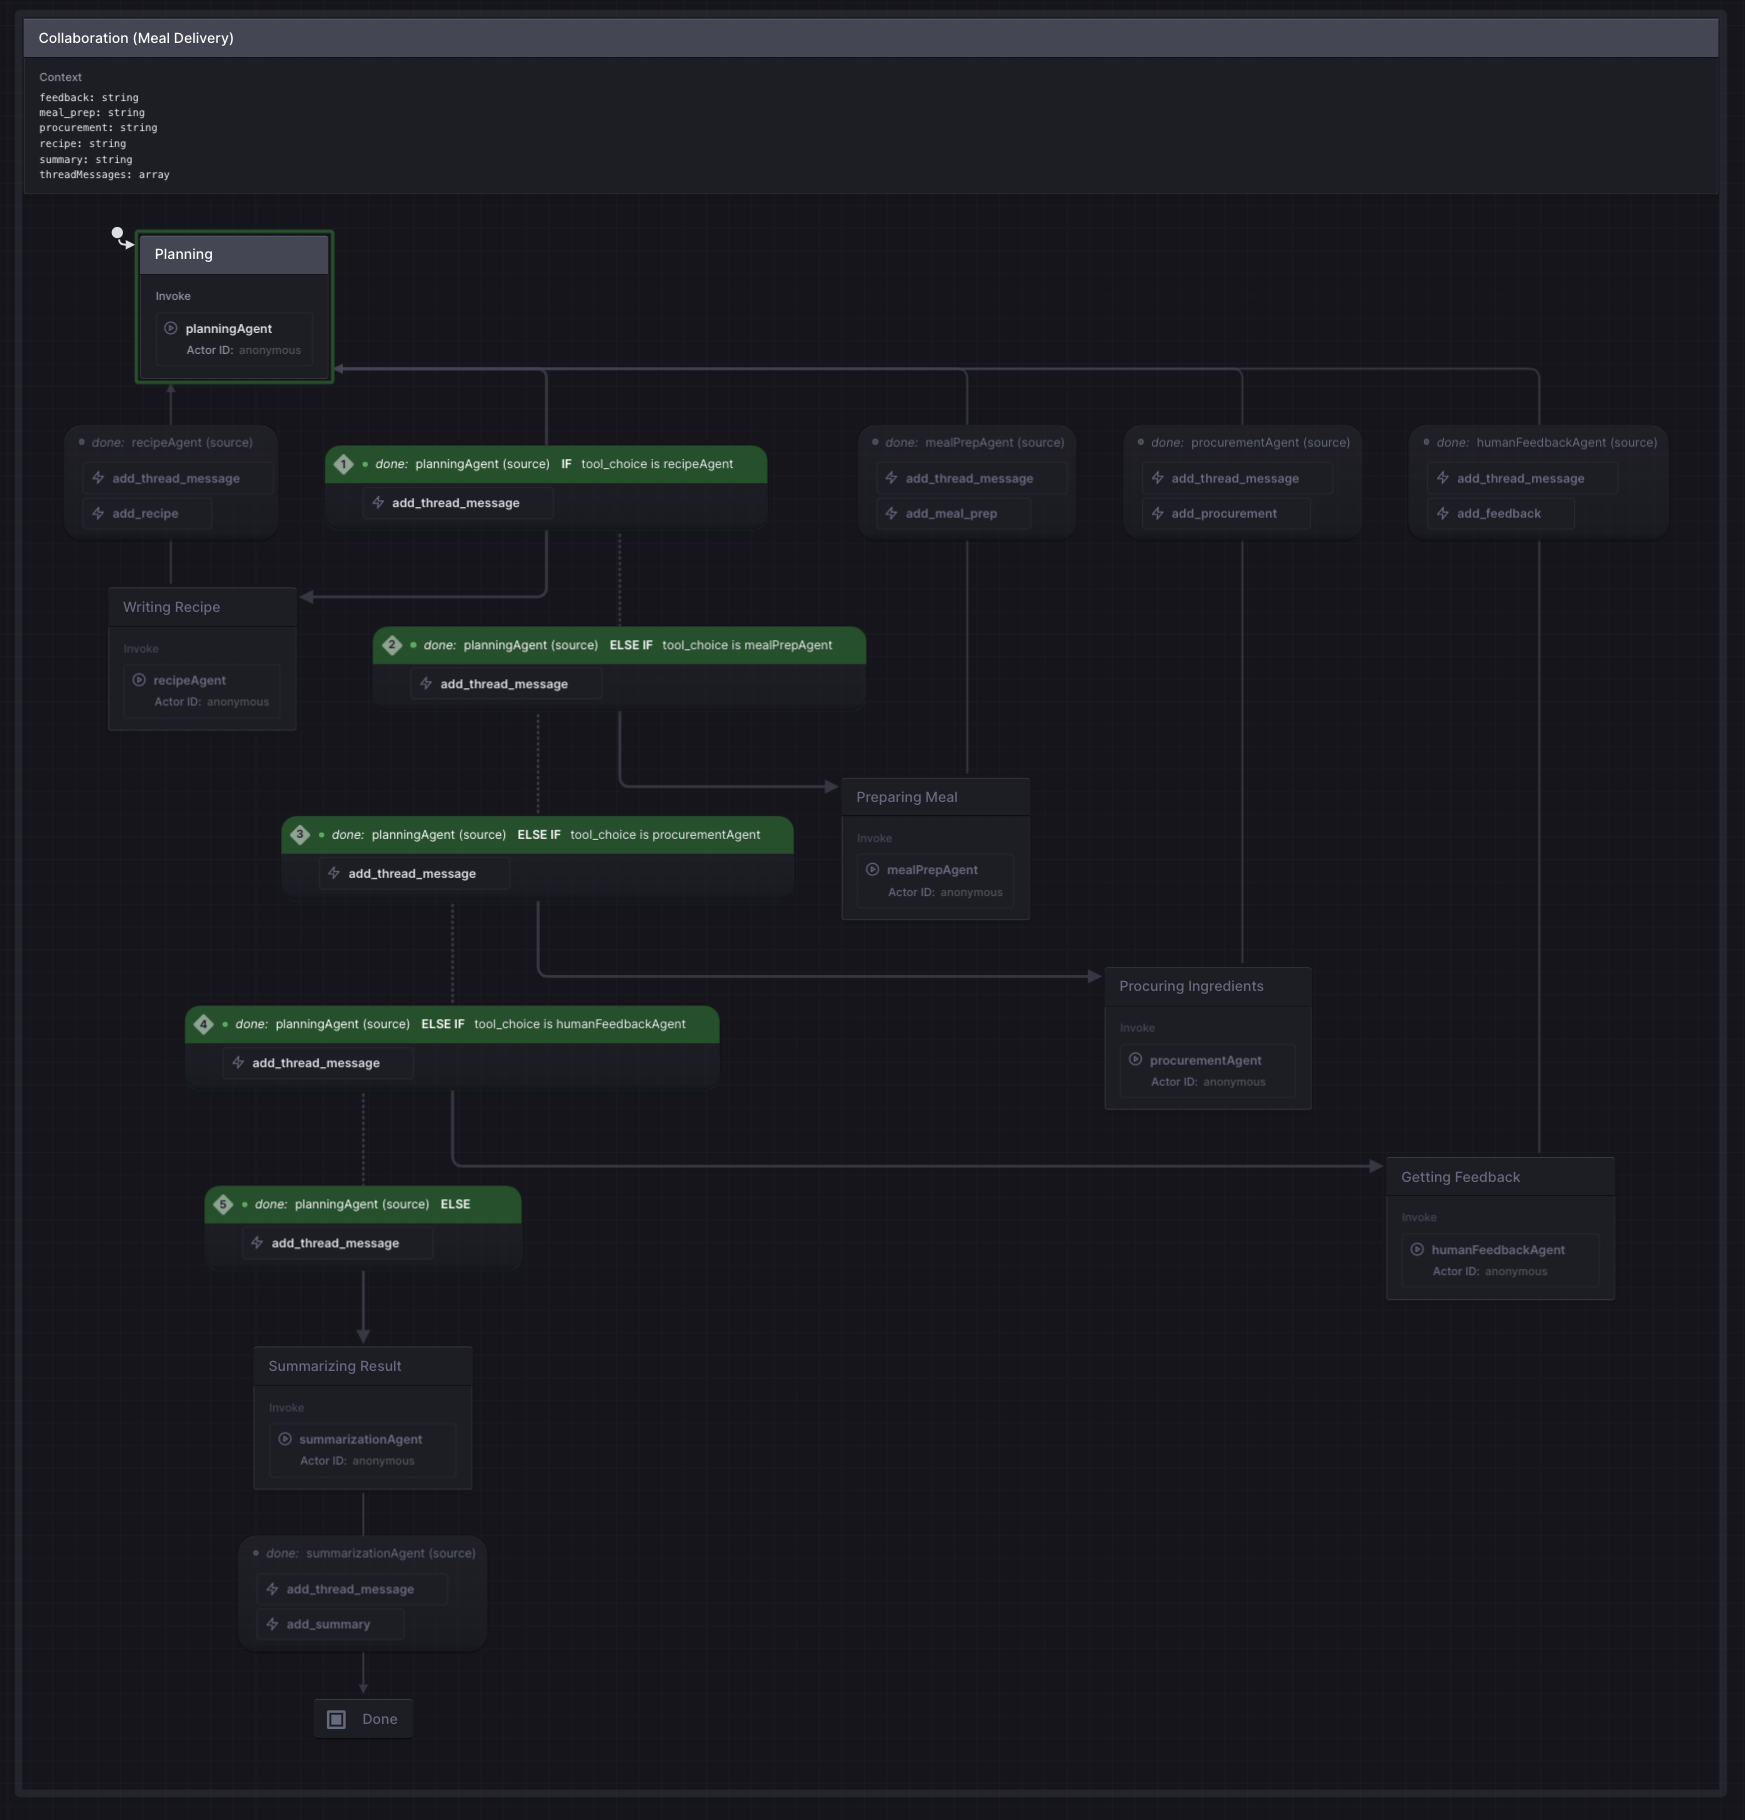 Collaboration (Meal Delivery)
Context
feedback: string
meal_prep: string
procurement: string
recipe: string
summary: string
threadMessages: array
Planning
Invoke
planningAgent
Actor ID: anonymous
done: recipeAgent (source)
add_thread_message
add_recipe
1 done: planningAgent (source) IF tool_choice is recipeAgent
add_thread_message
done: mealPrepAgent (source)
add_thread_message
add_meal_prep
done: procurementAgent (source)
add_thread_message
add_procurement
done: humanFeedbackAgent (source)
add_thread_message
add_feedback
Writing Recipe
Invoke
recipeAgent
Actor ID: anonymous
2 done: planningAgent (source) ELSE IF tool_choice is mealPrepAgent
add_thread_message
Preparing Meal
Invoke
mealPrepAgent
Actor ID: anonymous
3 done: planningAgent (source) ELSE IF tool_choice is procurementAgent
add_thread_message
Procuring Ingredients
Invoke
procurementAgent
Actor ID: anonymous
4 done: planningAgent (source) ELSE IF tool_choice is humanFeedbackAgent
add_thread_message
Getting Feedback
Invoke
humanFeedbackAgent
Actor ID: anonymous
5 done: planningAgent (source) ELSE
add_thread_message
Summarizing Result
Invoke
summarizationAgent
Actor ID: anonymous
done: summarizationAgent (source)
add_thread_message
add_summary
Done